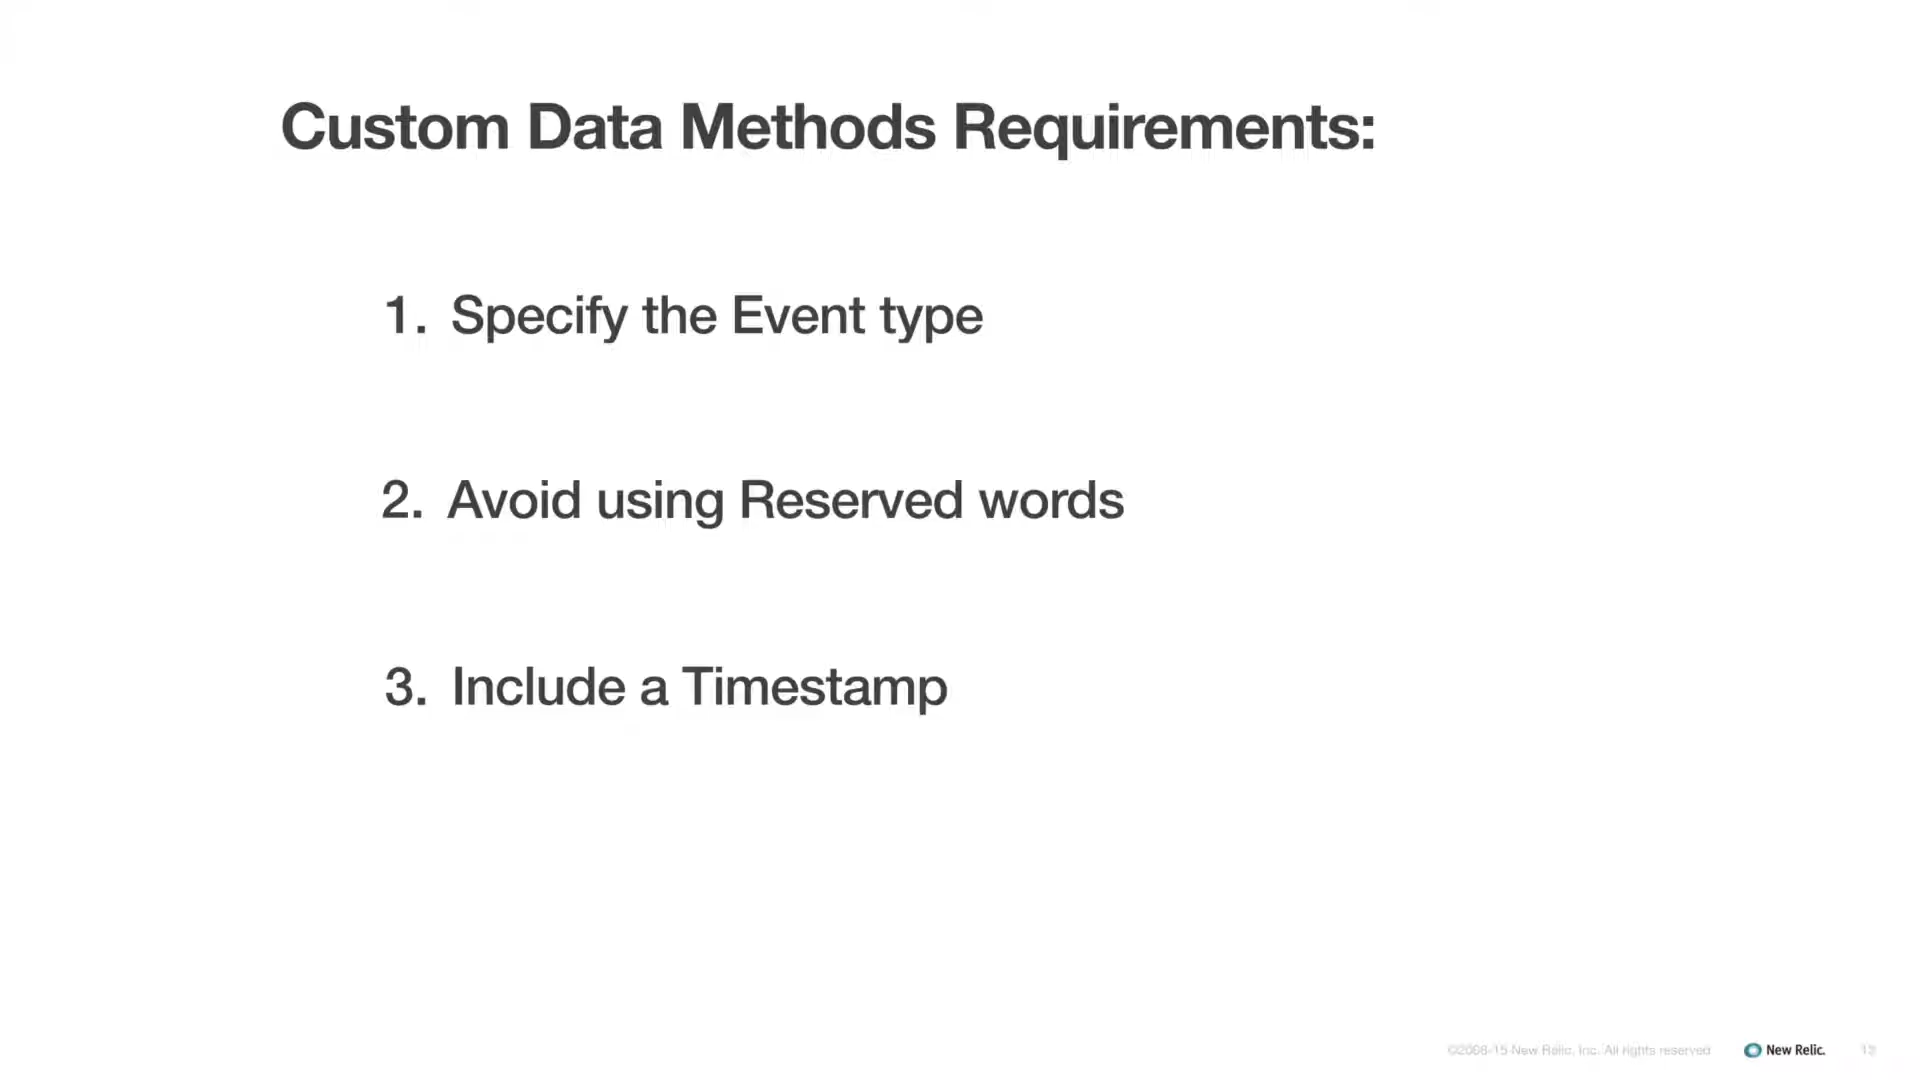 Custom Data Methods Requirements:
1. Specify the Event type
2. Avoid using Reserved words
3. Include a Timestamp
©2008-15 New Relic, Inc. All rights reserved
New Relic.